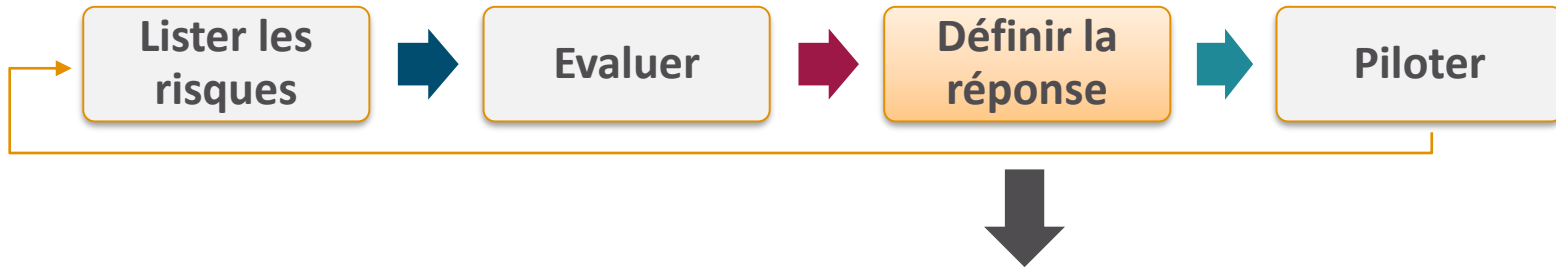 Lister les
risques
Evaluer
Définir la
réponse
Piloter